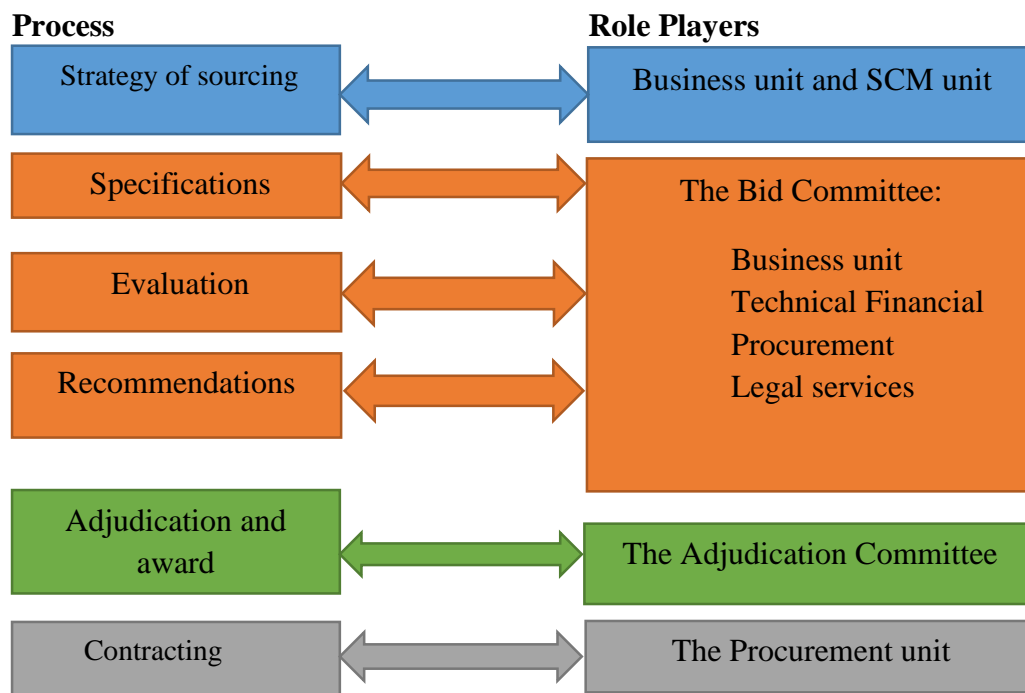 Process
Role Players
Strategy of sourcing
Business unit and SCM unit
Specifications
The Bid Committee:
Business unit
Technical Financial
Procurement
Legal services
Evaluation
Recommendations
Adjudication and
award
The Adjudication Committee
Contracting
The Procurement unit